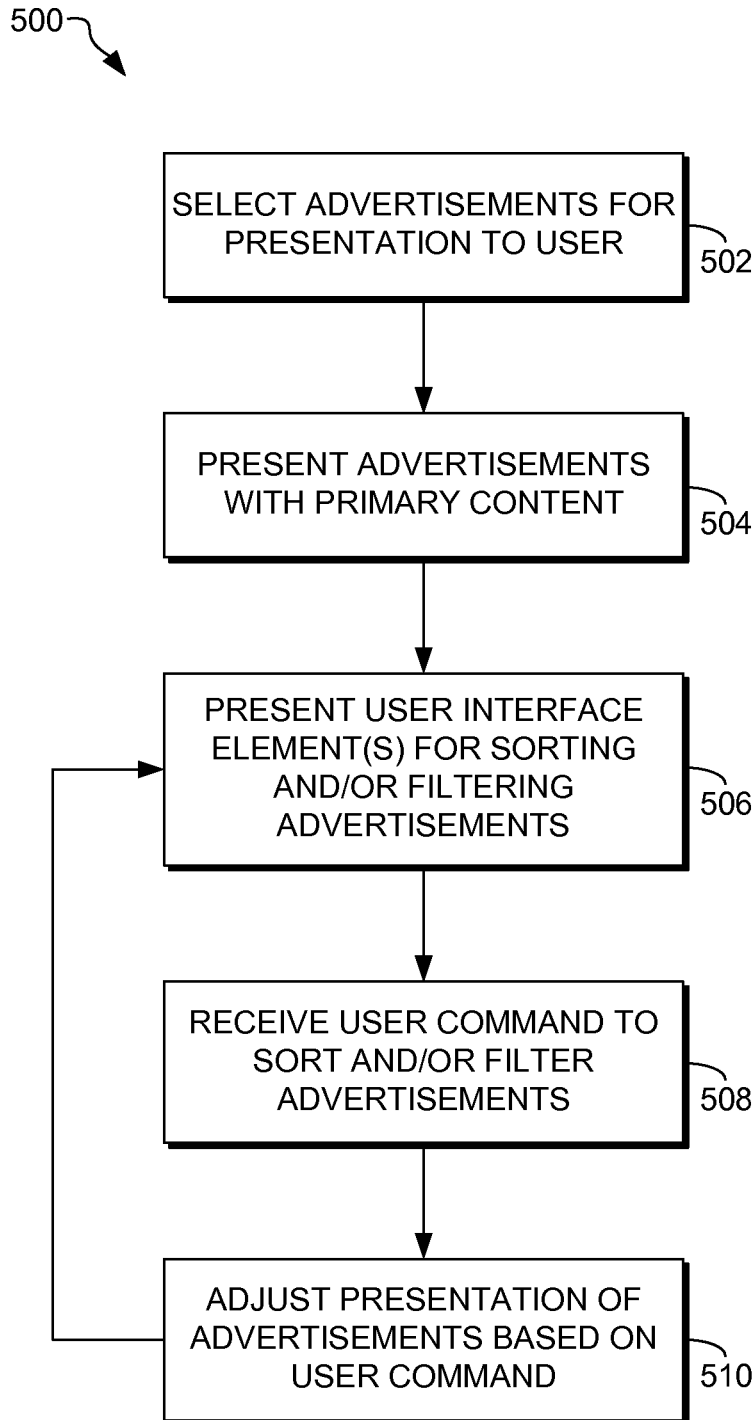 500
SELECT ADVERTISEMENTS FOR
PRESENTATION TO USER
502
PRESENT ADVERTISEMENTS
WITH PRIMARY CONTENT
504
PRESENT USER INTERFACE
ELEMENT(S) FOR SORTING
AND/OR FILTERING
ADVERTISEMENTS
506
RECEIVE USER COMMAND TO
SORT AND/OR FILTER
ADVERTISEMENTS
508
ADJUST PRESENTATION OF
ADVERTISEMENTS BASED ON
USER COMMAND
510